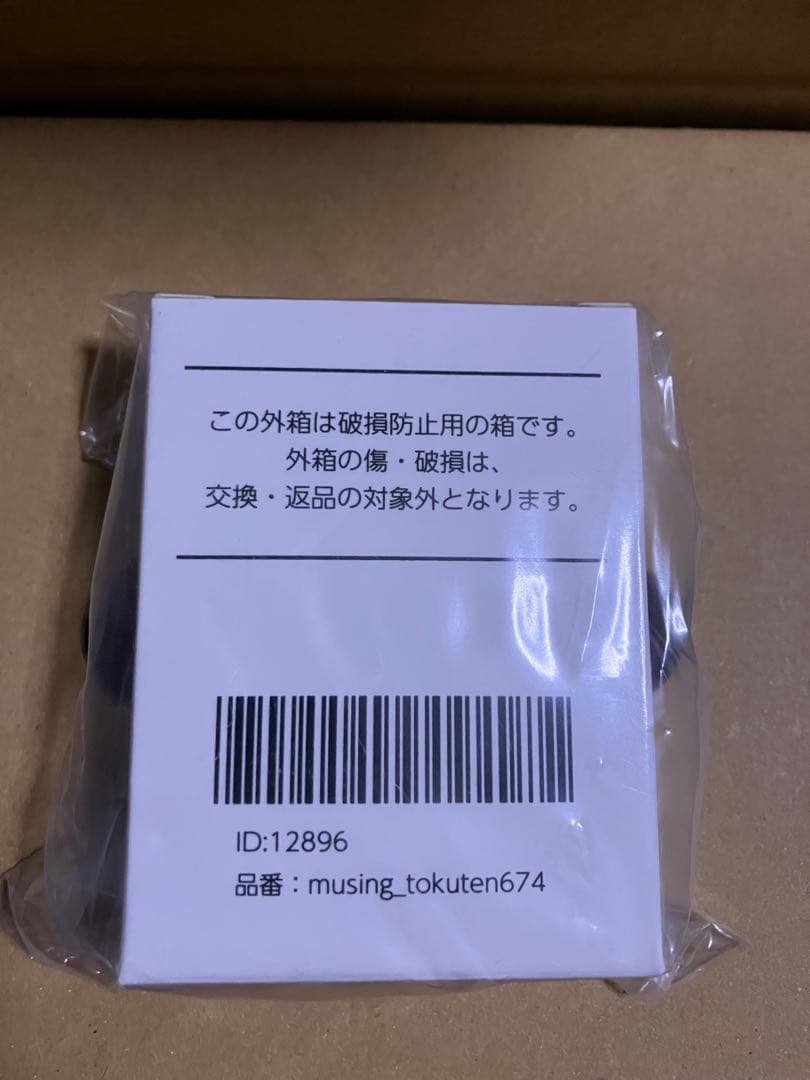 この外箱は破損防止用の箱です。
外箱の傷・破損は、
交換・返品の対象外となります。
ID:12896
品番：musing_tokuten674